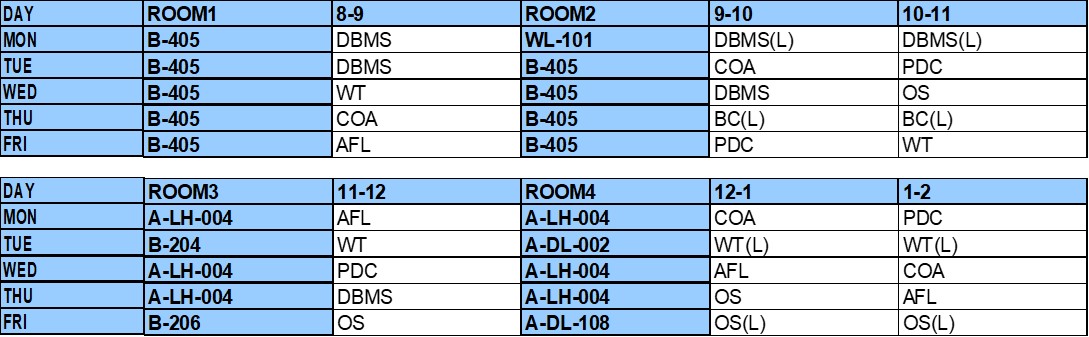 DAY ROOM1 8-9 ROOM2 9-10 10-11
MON B-405 DBMS WL-101 DBMS(L) DBMS(L)
TUE B-405 DBMS B-405 COA PDC
WED B-405 WT B-405 DBMS OS
THU B-405 COA B-405 BC(L) BC(L)
FRI B-405 AFL B-405 PDC WT
DAY ROOM3 11-12 ROOM4 12-1 1-2
MON A-LH-004 AFL A-LH-004 COA PDC
TUE B-204 WT A-DL-002 WT(L) WT(L)
WED A-LH-004 PDC A-LH-004 AFL COA
THU A-LH-004 DBMS A-LH-004 OS AFL
FRI B-206 OS A-DL-108 OS(L) OS(L)